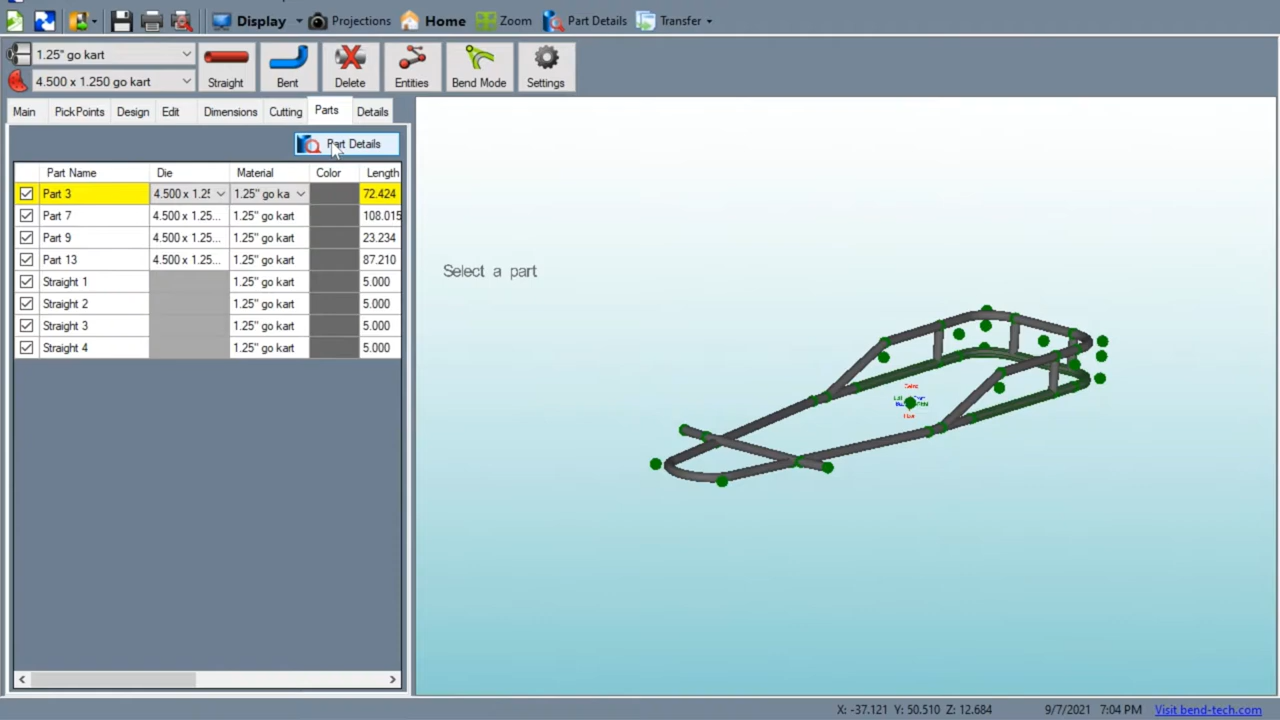 Display Projections Home Zoom Part Details Transfer
1.25" go kart
4.500 x 1.250 go kart
Straight Bent Delete Entities Bend Mode Settings
Main PickPoints Design Edit Dimensions Cutting Parts Details
Part Details
Part Name Die Material Color Length
Part 3 4.500 x 1.2 1.25" go ka 72.424
Part 7 4.500 x 1.25... 1.25" go kart 108.015
Part 9 4.500 x 1.25... 1.25" go kart 23.234
Part 13 4.500 x 1.25... 1.25" go kart 87.210
Straight 1 1.25" go kart 5.000
Straight 2 1.25" go kart 5.000
Straight 3 1.25" go kart 5.000
Straight 4 1.25" go kart 5.000
Select a part
X: -37.121 Y: 50.510 Z: 12.684 9/7/2021 7:04 PM Visit bend-tech.com